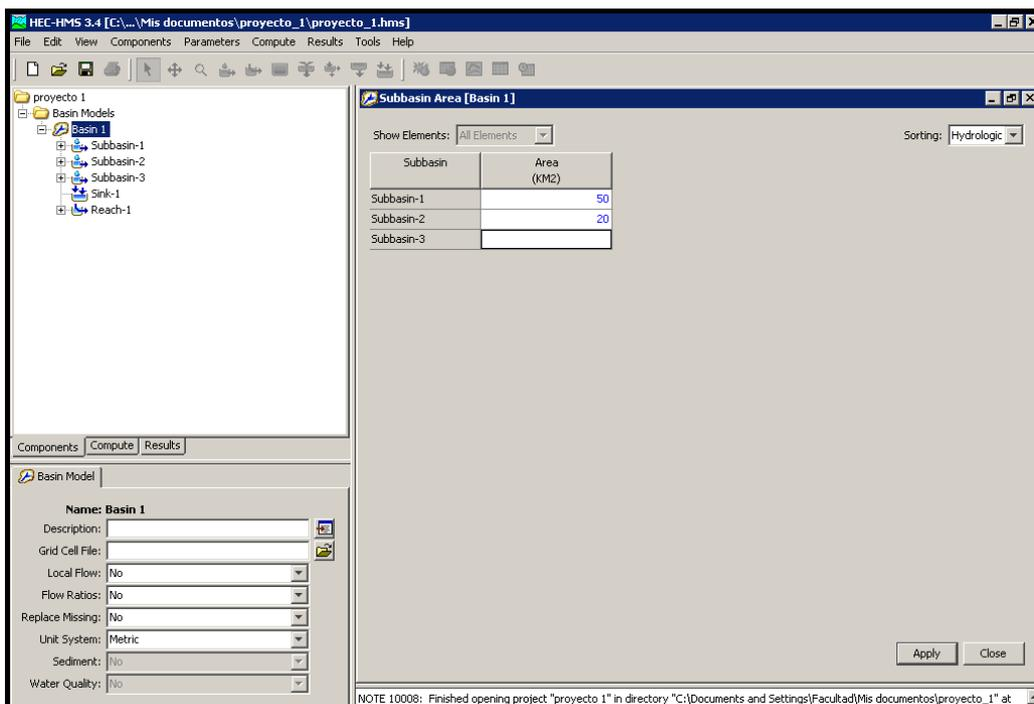 HEC-HMS 3.4 [C:\...\Mis documentos\proyecto_1\proyecto_1.hms]
File Edit View Components Parameters Compute Results Tools Help
proyecto 1
Basin Models
Basin 1
Subbasin-1
Subbasin-2
Subbasin-3
Sink-1
Reach-1
Components Compute Results
Basin Model
Name: Basin 1
Description:
Grid Cell File:
Local Flow: No
Flow Ratios: No
Replace Missing: No
Unit System: Metric
Sediment: No
Water Quality: No
Subbasin Area [Basin 1]
Show Elements: All Elements Sorting: Hydrologic
Subbasin Area
(KM2)
Subbasin-1 50
Subbasin-2 20
Subbasin-3
Apply Close
NOTE 10008: Finished opening project "proyecto 1" in directory "C:\Documents and Settings\Facultad\Mis documentos\proyecto_1" at